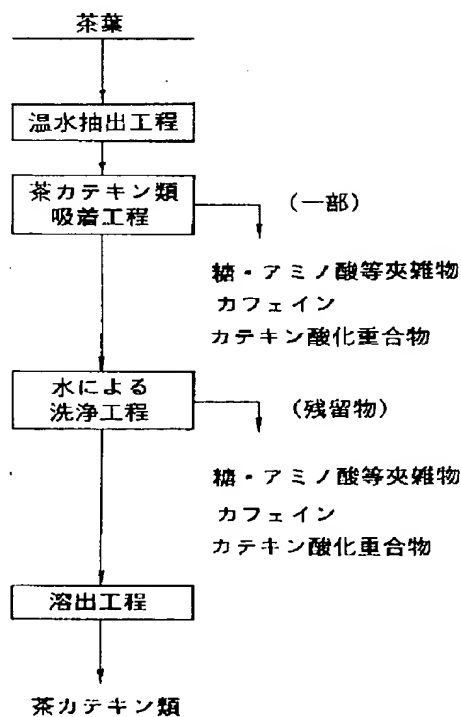 茶葉
温水抽出工程
茶カテキン類
吸着工程
(一部)
糖・アミノ酸等夾雑物
カフェイン
カテキン酸化重合物
水による
洗浄工程
(残留物)
糖・アミノ酸等夾雑物
カフェイン
カテキン酸化重合物
溶出工程
茶カテキン類